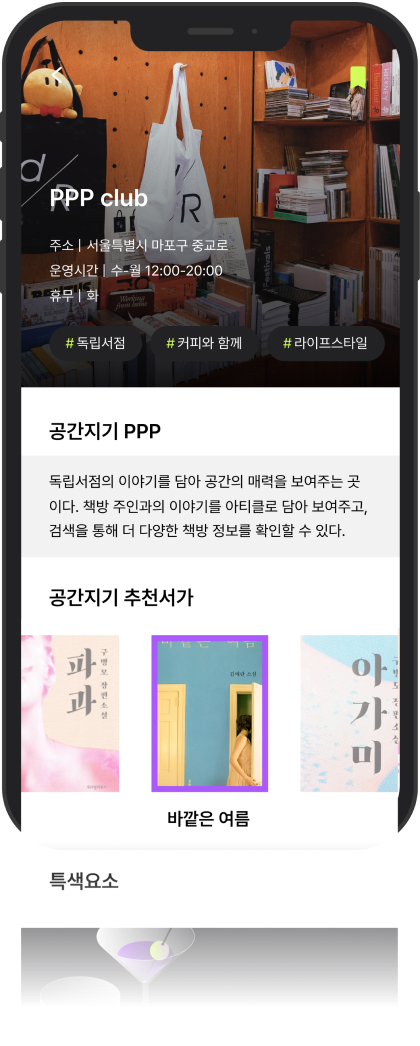 d
R
R
PPP club
주소 | 서울특별시 마포구 중교로
운영시간 | 수-월 12:00-20:00
휴무 | 화
# 독립서점
# 커피와 함께
# 라이프스타일
공간지기 PPP
독립서점의 이야기를 담아 공간의 매력을 보여주는 곳
이다. 책방 주인과의 이야기를 아티클로 담아 보여주고,
검색을 통해 더 다양한 책방 정보를 확인할 수 있다.
공간지기 추천서가
파과
구병모 장편소설
바깥은 여름
김애란 소설
아가미
구병모 장편소설
바깥은 여름
특색요소